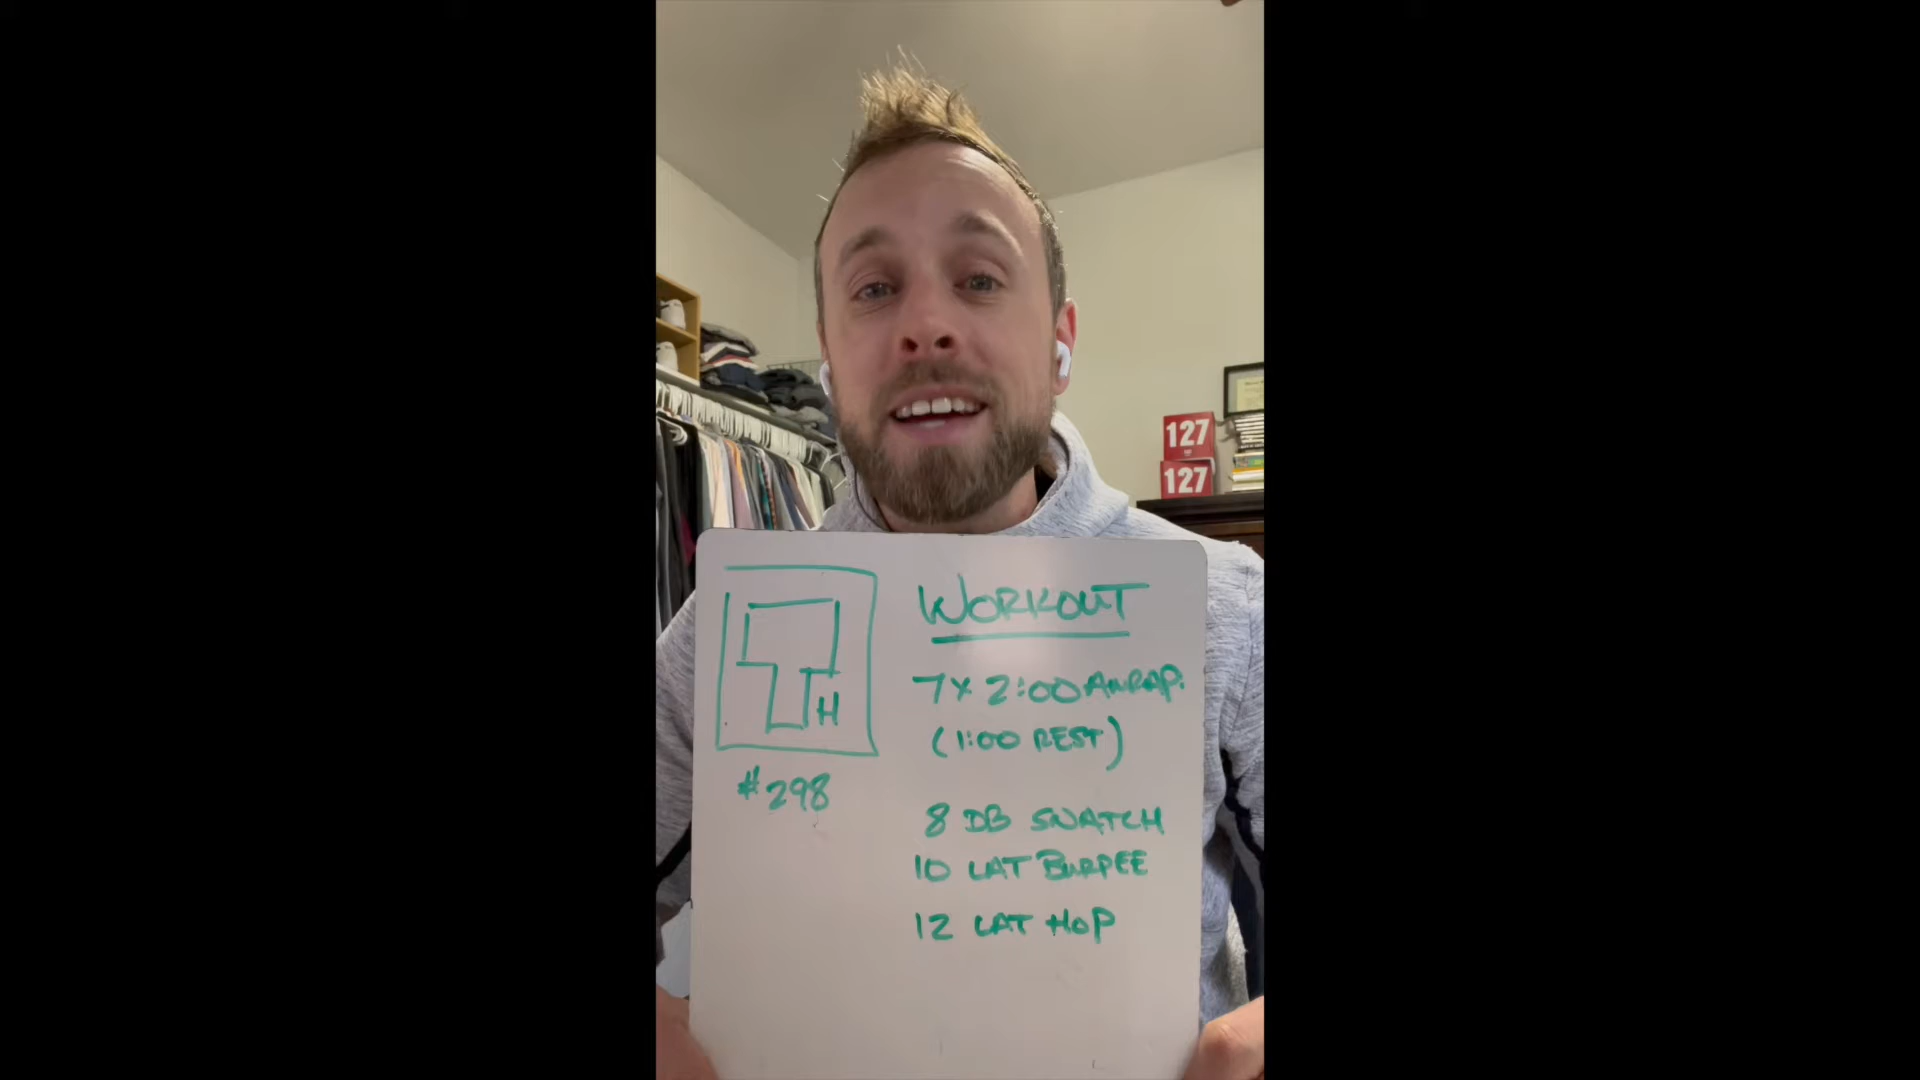 H
#298
WORKOUT
7x 2:00 AMRAP.
(1:00 REST)
8 DB SNATCH
10 LAT BURPEE
12 LAT HOP
127
127